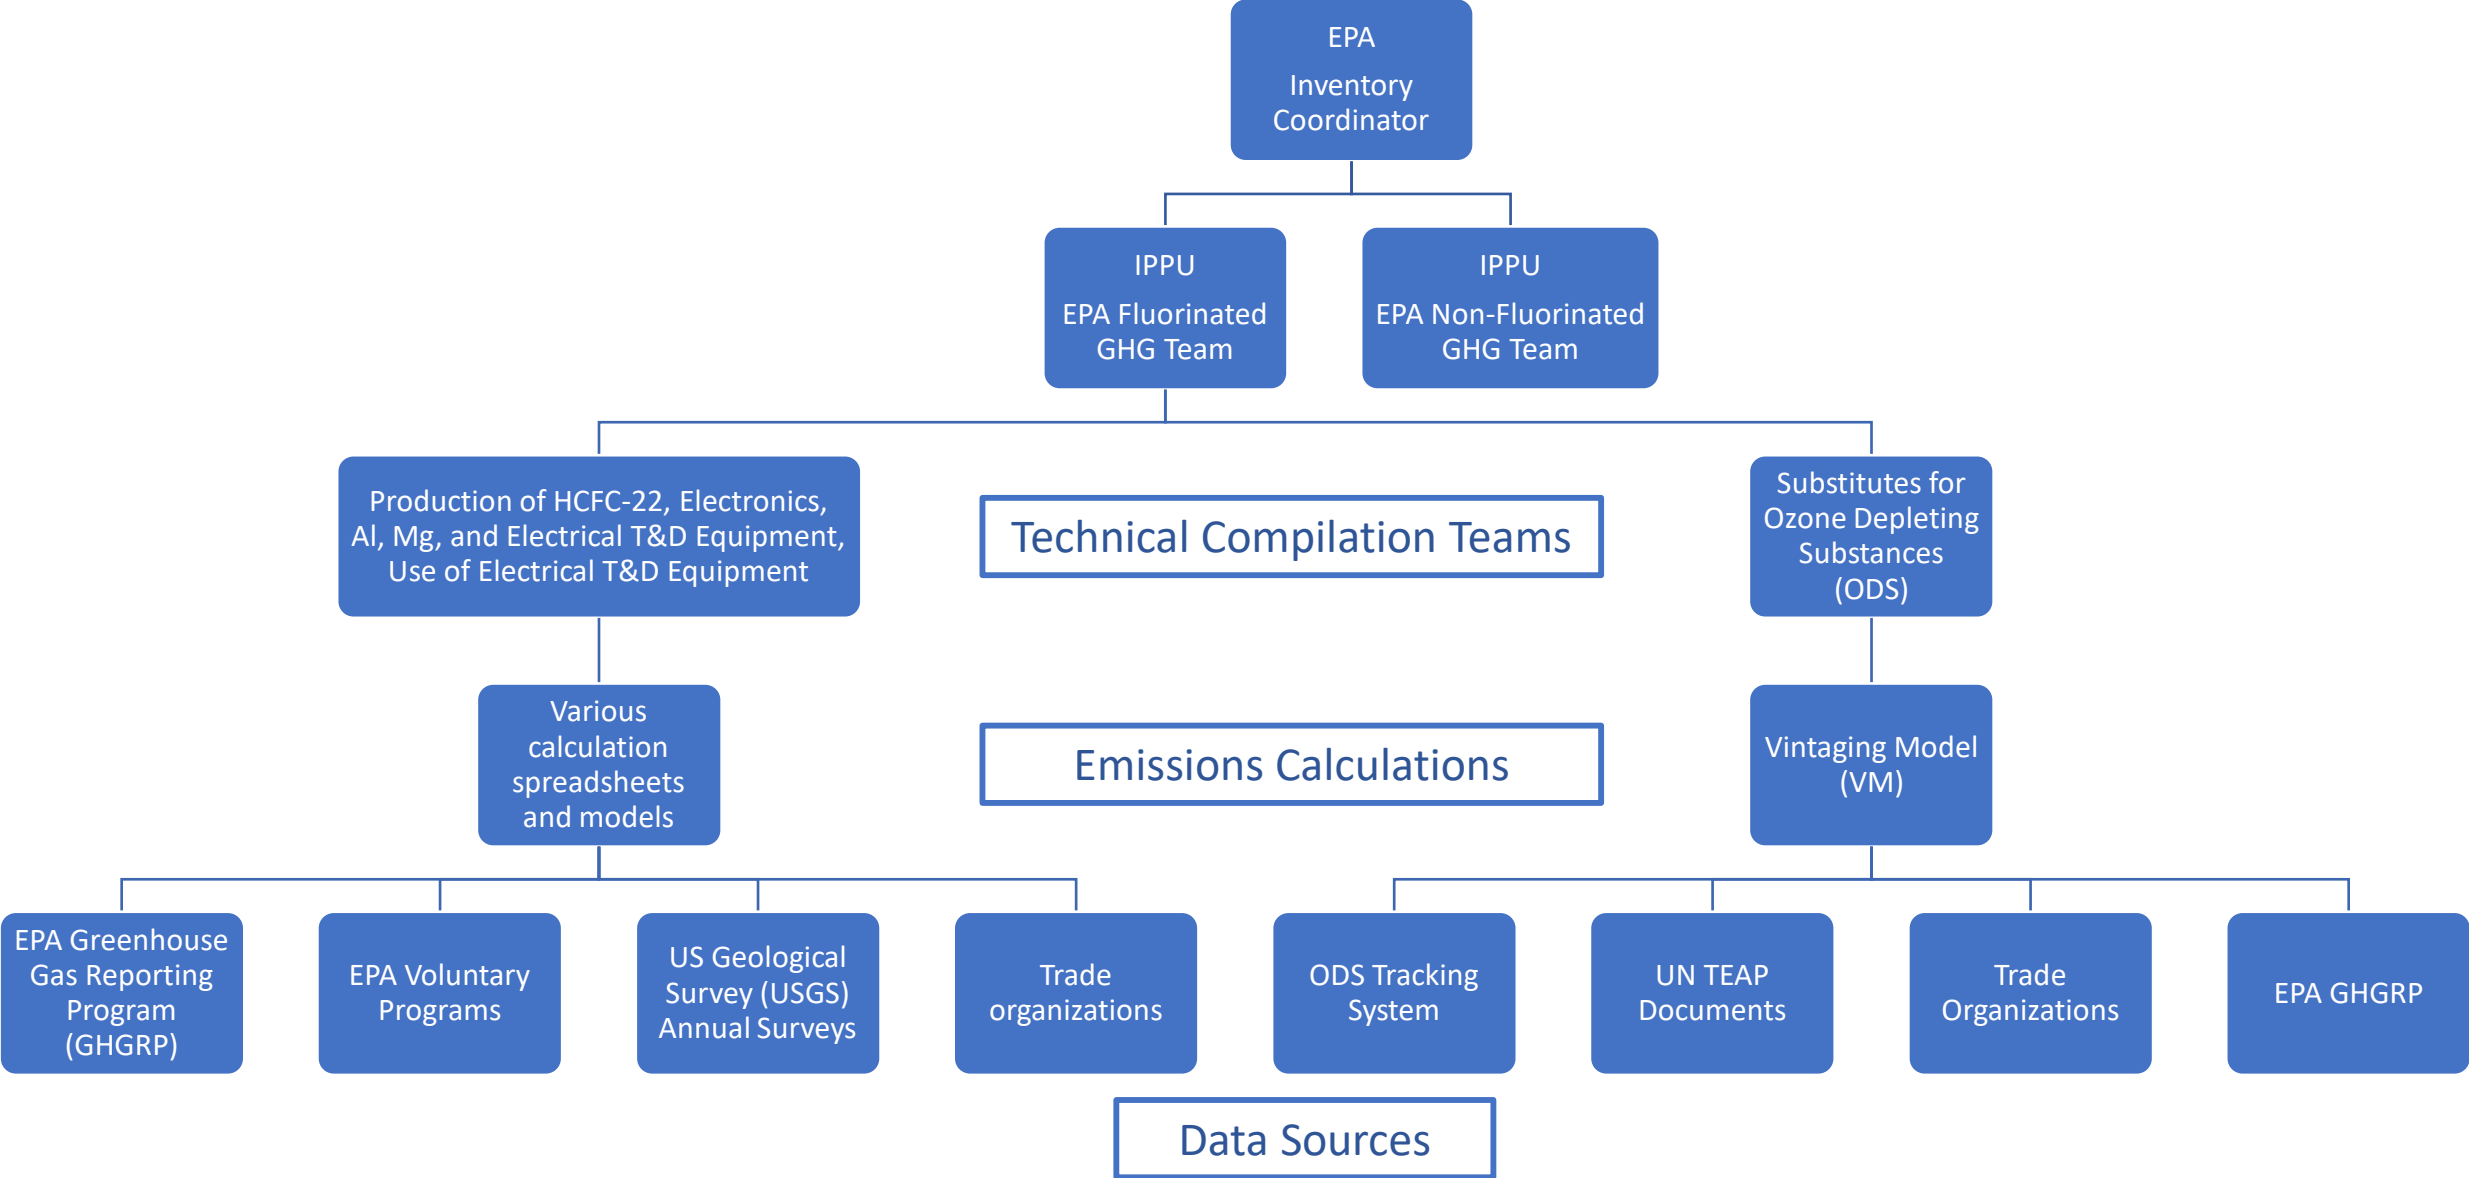 EPA
Inventory
Coordinator
IPPU
EPA Fluorinated
GHG Team
IPPU
EPA Non-Fluorinated
GHG Team
Production of HCFC-22, Electronics,
Al, Mg, and Electrical T&D Equipment,
Use of Electrical T&D Equipment
Technical Compilation Teams
Substitutes for
Ozone Depleting
Substances
(ODS)
Various
calculation
spreadsheets
and models
Emissions Calculations
Vintaging Model
(VM)
EPA Greenhouse
Gas Reporting
Program
(GHGRP)
EPA Voluntary
Programs
US Geological
Survey (USGS)
Annual Surveys
Trade
organizations
ODS Tracking
System
UN TEAP
Documents
Trade
Organizations
EPA GHGRP
Data Sources